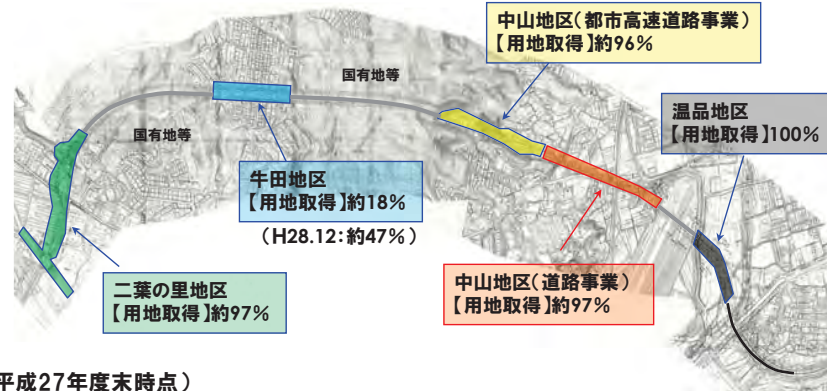 中山地区（都市高速道路事業）
【用地取得】約96%
国有地等
国有地等
温品地区
【用地取得】100%
牛田地区
【用地取得】約18%
（H28.12：約47%）
中山地区（道路事業）
【用地取得】約97%
二葉の里地区
【用地取得】約97%
平成27年度末時点）